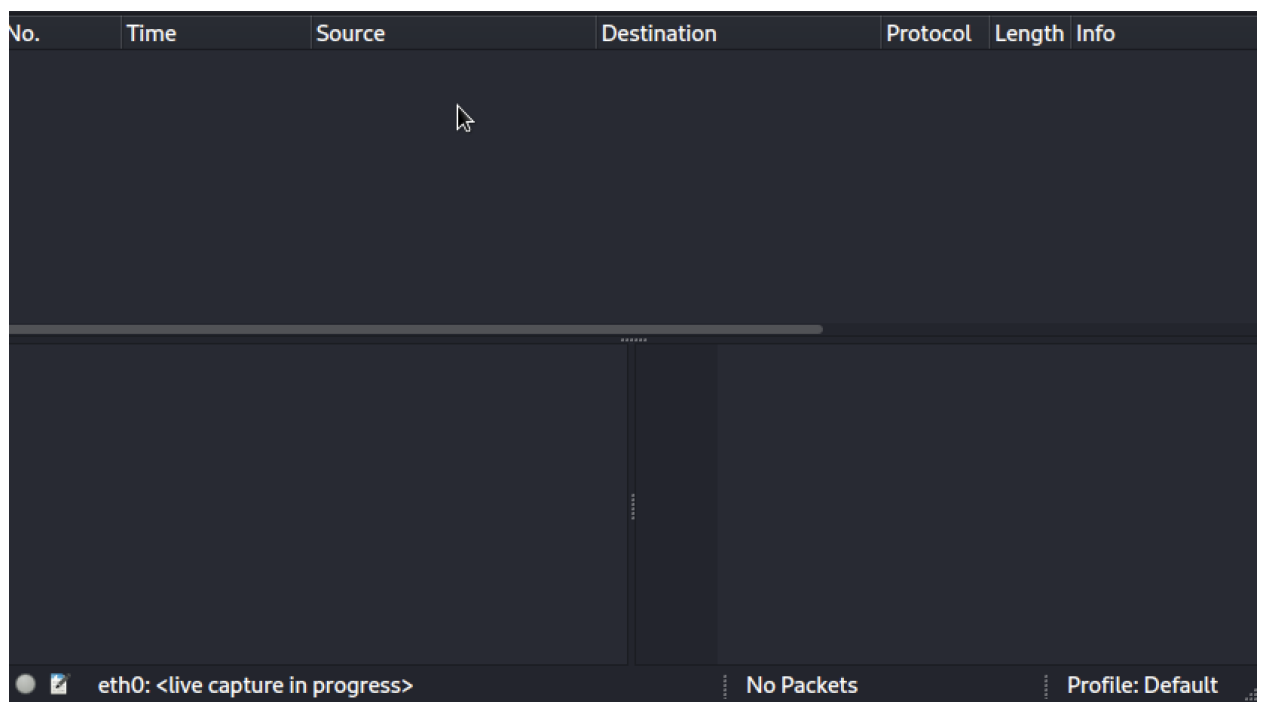 No. Time Source Destination Protocol Length Info
eth0: <live capture in progress> No Packets Profile: Default